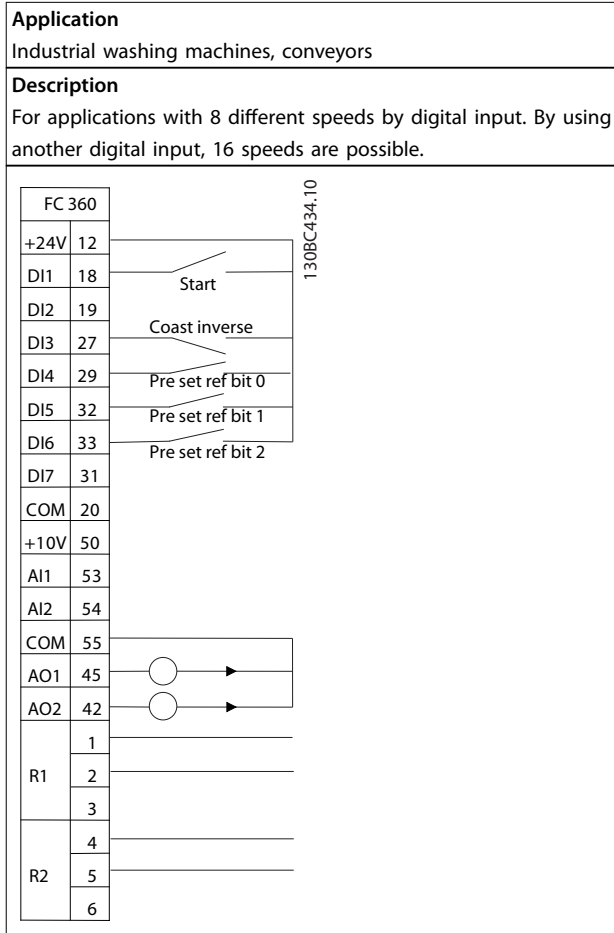 Application
Industrial washing machines, conveyors
Description
For applications with 8 different speeds by digital input. By using
another digital input, 16 speeds are possible.
130BC434.10
FC 360
+24V 12
DI1 18
Start
DI2 19
Coast inverse
DI3 27
DI4 29
Pre set ref bit 0
DI5 32
Pre set ref bit 1
DI6 33
Pre set ref bit 2
DI7 31
COM 20
+10V 50
AI1 53
AI2 54
COM 55
AO1 45
AO2 42
1
R1 2
3
4
R2 5
6